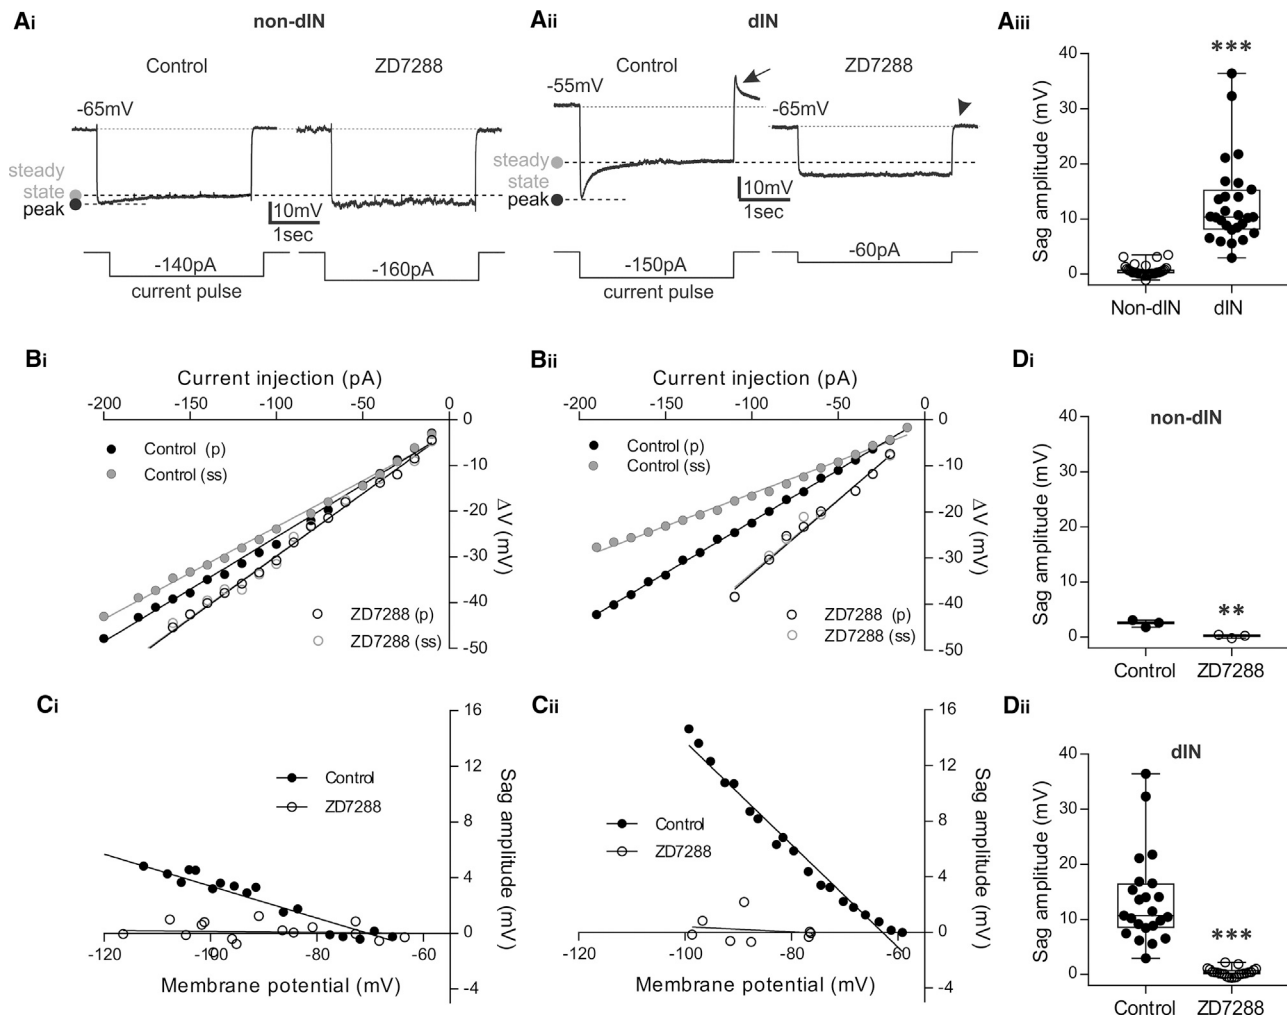 Ai
non-dIN
Control
ZD7288
-65mV
steady
state
peak
10mV
1sec
-140pA
-160pA
current pulse
Aii
dIN
Control
ZD7288
-55mV
-65mV
steady
state
peak
10mV
1sec
10mV
1sec
-150pA
-60pA
current pulse
Aiii
***
Sag amplitude (mV)
40
30
20
10
0
Non-dIN
dIN
Bi
Current injection (pA)
-200
-150
-100
-50
0
Control (p)
Control (ss)
0
-10
-20
-30
-40
-50
ΔV (mV)
ZD7288 (p)
ZD7288 (ss)
Bii
Current injection (pA)
-200
-150
-100
-50
0
Control (p)
Control (ss)
0
-10
-20
-30
-40
-50
ΔV (mV)
ZD7288 (p)
ZD7288 (ss)
Di
non-dIN
Sag amplitude (mV)
40
30
20
10
0
**
Control
ZD7288
Ci
16
12
8
4
0
-4
Sag amplitude (mV)
Control
ZD7288
-120
-100
-80
-60
Membrane potential (mV)
Cii
16
12
8
4
0
-4
Sag amplitude (mV)
Control
ZD7288
-120
-100
-80
-60
Membrane potential (mV)
Dii
dIN
Sag amplitude (mV)
40
30
20
10
0
***
Control
ZD7288